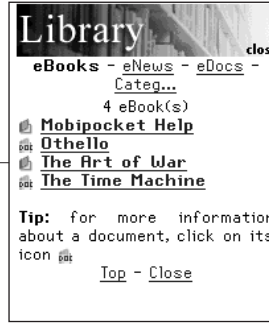 Library
clos
eBooks - eNews - eDocs -
Categ...
4 eBook(s)
Mobipocket Help
Othello
The Art of War
The Time Machine
Tip: for more information
about a document, click on its
icon
Top - Close